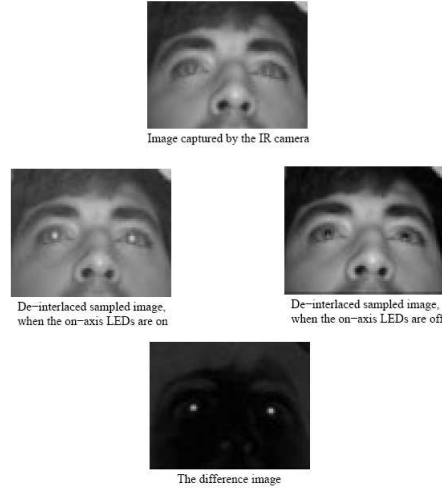 Image captured by the IR camera
De-interlaced sampled image,
when the on-axis LEDs are on
De-interlaced sampled image,
when the on-axis LEDs are off
The difference image